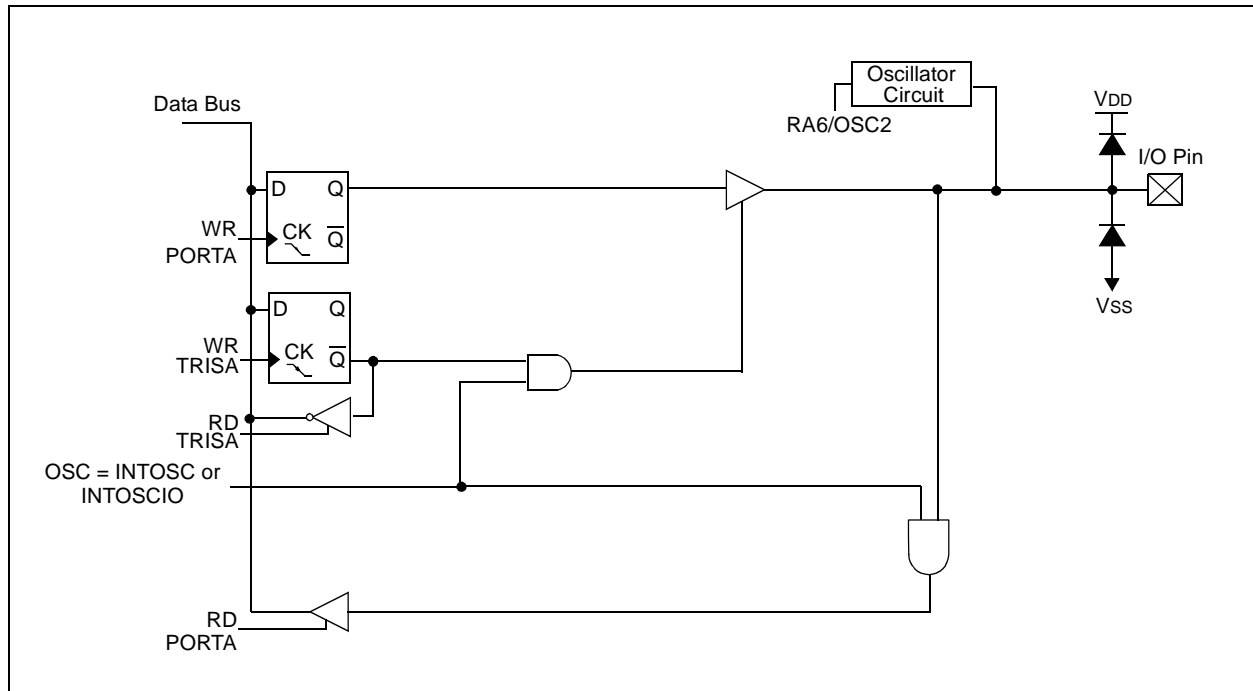 Oscillator
Circuit
RA6/OSC2
VDD
I/O Pin
Data Bus
D Q
CK Q̅
WR
PORTA
D Q
CK Q̅
WR
TRISA
VSS
RD
TRISA
OSC = INTOSC or
INTOSCIO
RD
PORTA